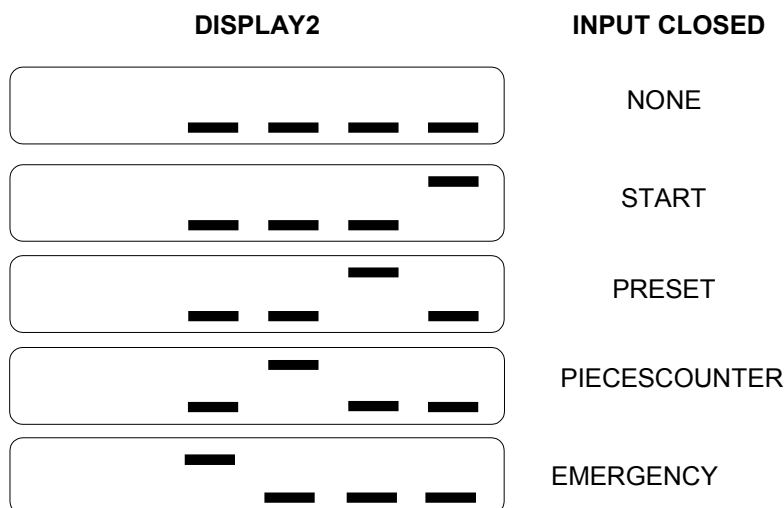 DISPLAY2 INPUT CLOSED
NONE
START
PRESET
PIECESCOUNTER
EMERGENCY